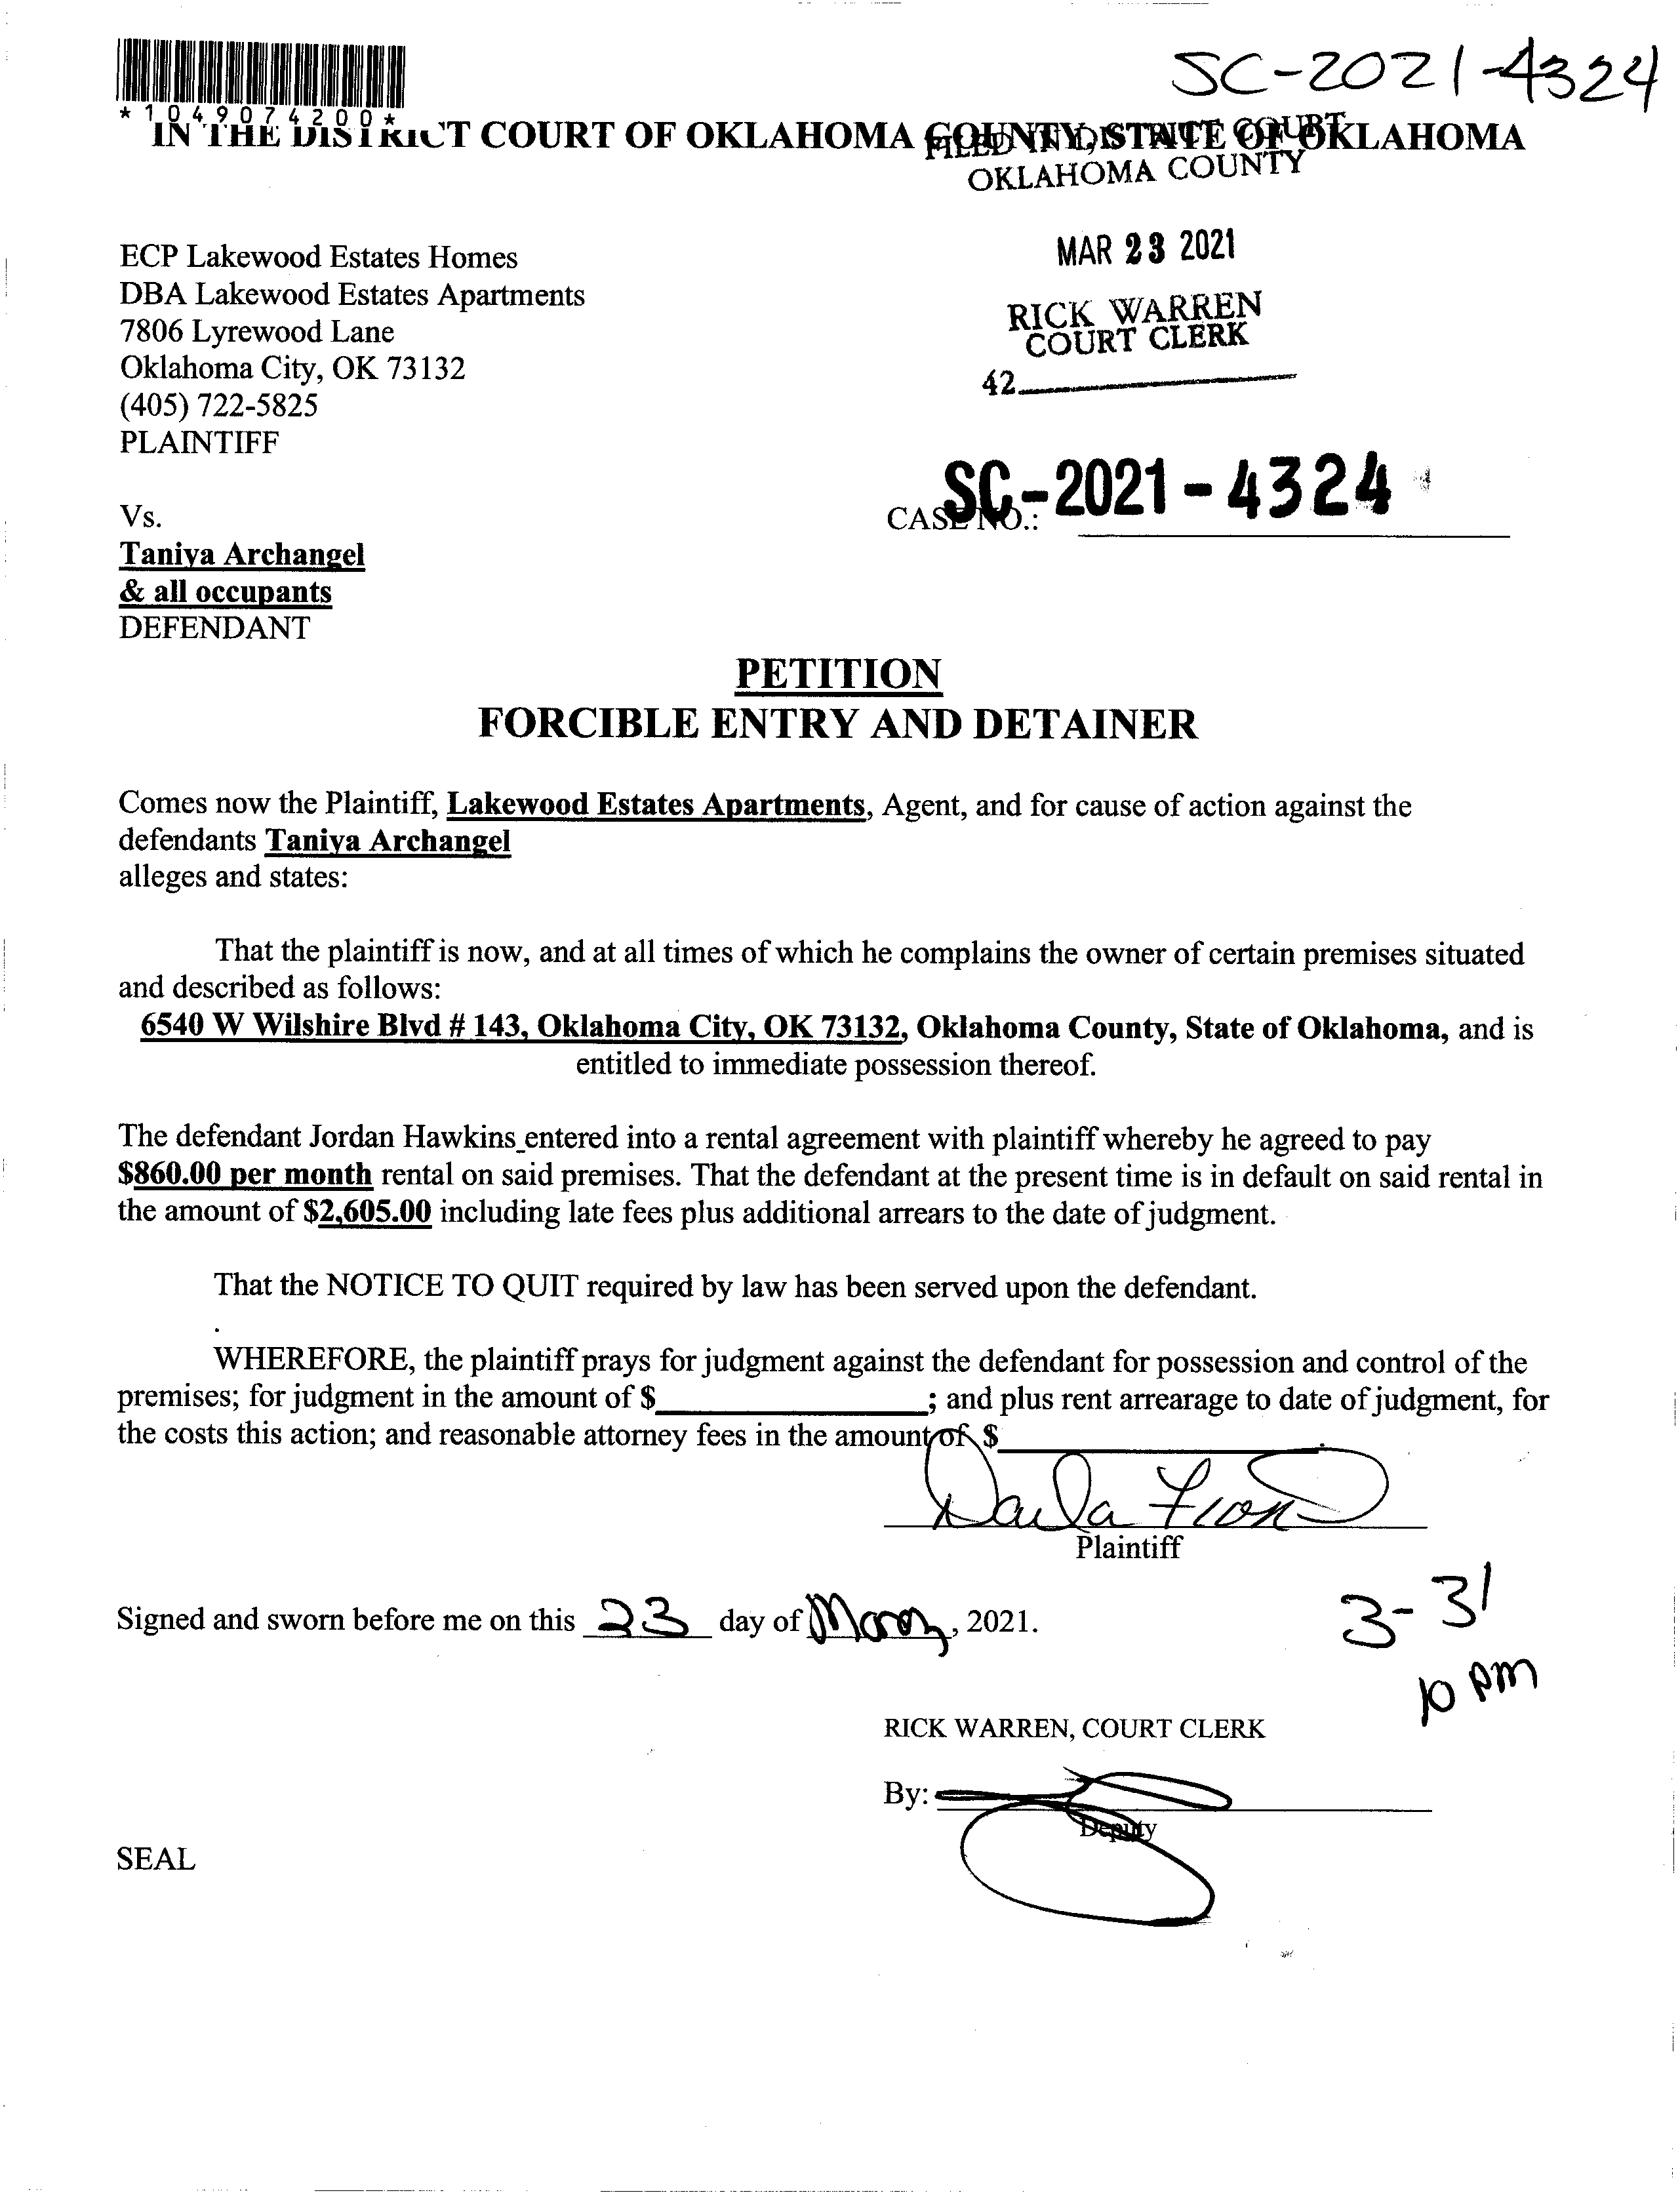 SC-2021-4324
*1049074200*
IN THE DISTRICT COURT OF OKLAHOMA COUNTY, STATE OF OKLAHOMA
FILED IN DISTRICT COURT
OKLAHOMA COUNTY
MAR 23 2021
RICK WARREN
COURT CLERK
42
ECP Lakewood Estates Homes
DBA Lakewood Estates Apartments
7806 Lyrewood Lane
Oklahoma City, OK 73132
(405) 722-5825
PLAINTIFF
Vs.
CASE NO.: SC-2021-4324
Taniya Archangel
& all occupants
DEFENDANT
PETITION
FORCIBLE ENTRY AND DETAINER
Comes now the Plaintiff, Lakewood Estates Apartments, Agent, and for cause of action against the
defendants Taniya Archangel
alleges and states:
That the plaintiff is now, and at all times of which he complains the owner of certain premises situated
and described as follows:
6540 W Wilshire Blvd # 143, Oklahoma City, OK 73132, Oklahoma County, State of Oklahoma, and is
entitled to immediate possession thereof.
The defendant Jordan Hawkins entered into a rental agreement with plaintiff whereby he agreed to pay
$860.00 per month rental on said premises. That the defendant at the present time is in default on said rental in
the amount of $2,605.00 including late fees plus additional arrears to the date of judgment.
That the NOTICE TO QUIT required by law has been served upon the defendant.
WHEREFORE, the plaintiff prays for judgment against the defendant for possession and control of the
premises; for judgment in the amount of $ ; and plus rent arrearage to date of judgment, for
the costs this action; and reasonable attorney fees in the amount of $ .
Plaintiff
Signed and sworn before me on this 23 day of March, 2021.
3-31
10 AM
RICK WARREN, COURT CLERK
By:
Deputy
SEAL